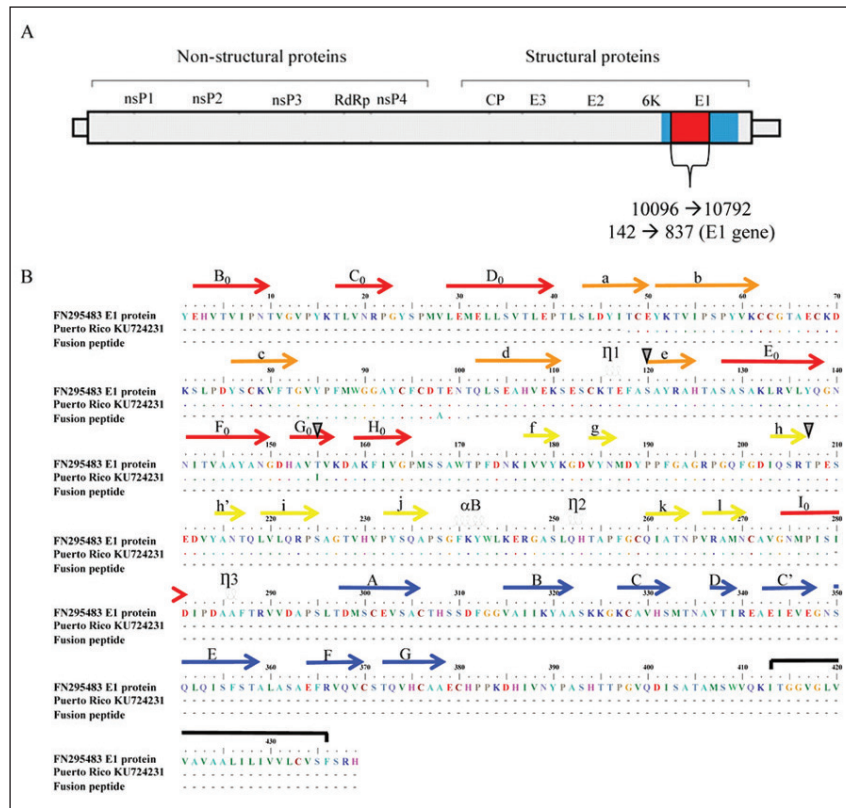 A
Non-structural proteins Structural proteins
nsP1 nsP2 nsP3 RdRp nsP4 CP E3 E2 6K E1
10096 →10792
142 → 837 (E1 gene)
B
B0 C0 D0 a b
10 20 30 40 50 60 70
FN295483 E1 protein YEHVTVIPNTVGVPYKTLVNRPGYSPMVLEMELLSVTLEPTLSLDYITCEYKTVIPSPYVKCCGTAECKD
Puerto Rico KU724231
Fusion peptide
c d η1 e E0
80 90 100 110 120 130 140
FN295483 E1 protein KSLPDYSCKVFTGVYPFMWGGAYCFCDTENTQLSEAHVEKSESCKTEFASAYRAHTASASAKLRVLYQGN
Puerto Rico KU724231 A
Fusion peptide
F0 G0 H0 f g h
150 160 170 180 190 200 210
FN295483 E1 protein NITVAAYANGDHAVTVKDAKFIVGPMSSAWTPFDNKIVVYKGDVYNMDYPPFGAGRPGQFGDIQSRTPES
Puerto Rico KU724231 I
Fusion peptide
h’ i j αB η2 k l I0
220 230 240 250 260 270 280
FN295483 E1 protein EDVYANTQLVLQRPSAGTVHVPYSQAPSGFKYWLKERGASLQHTAPFGCQIATNPVRAMNCAVGNMPISI
Puerto Rico KU724231
Fusion peptide
η3 A B C D C’
290 300 310 320 330 340 350
FN295483 E1 protein DIPDAAFTRVVDAPSLTDMSCEVSACTHSSDFGGVAIIKYAASKKGKCAVHSMTNAVTIREAEIEVEGNS
Puerto Rico KU724231
Fusion peptide
E F G
360 370 380 390 400 410 420
FN295483 E1 protein QLQISFSTALASAEFRVQVCSTQVHCAAECHPPKDHIVNYPASHTTPGVQDISATAMSWVQKITGGVGLV
Puerto Rico KU724231
Fusion peptide
430
FN295483 E1 protein VAVAALILIVVLCVSFSRH
Puerto Rico KU724231
Fusion peptide